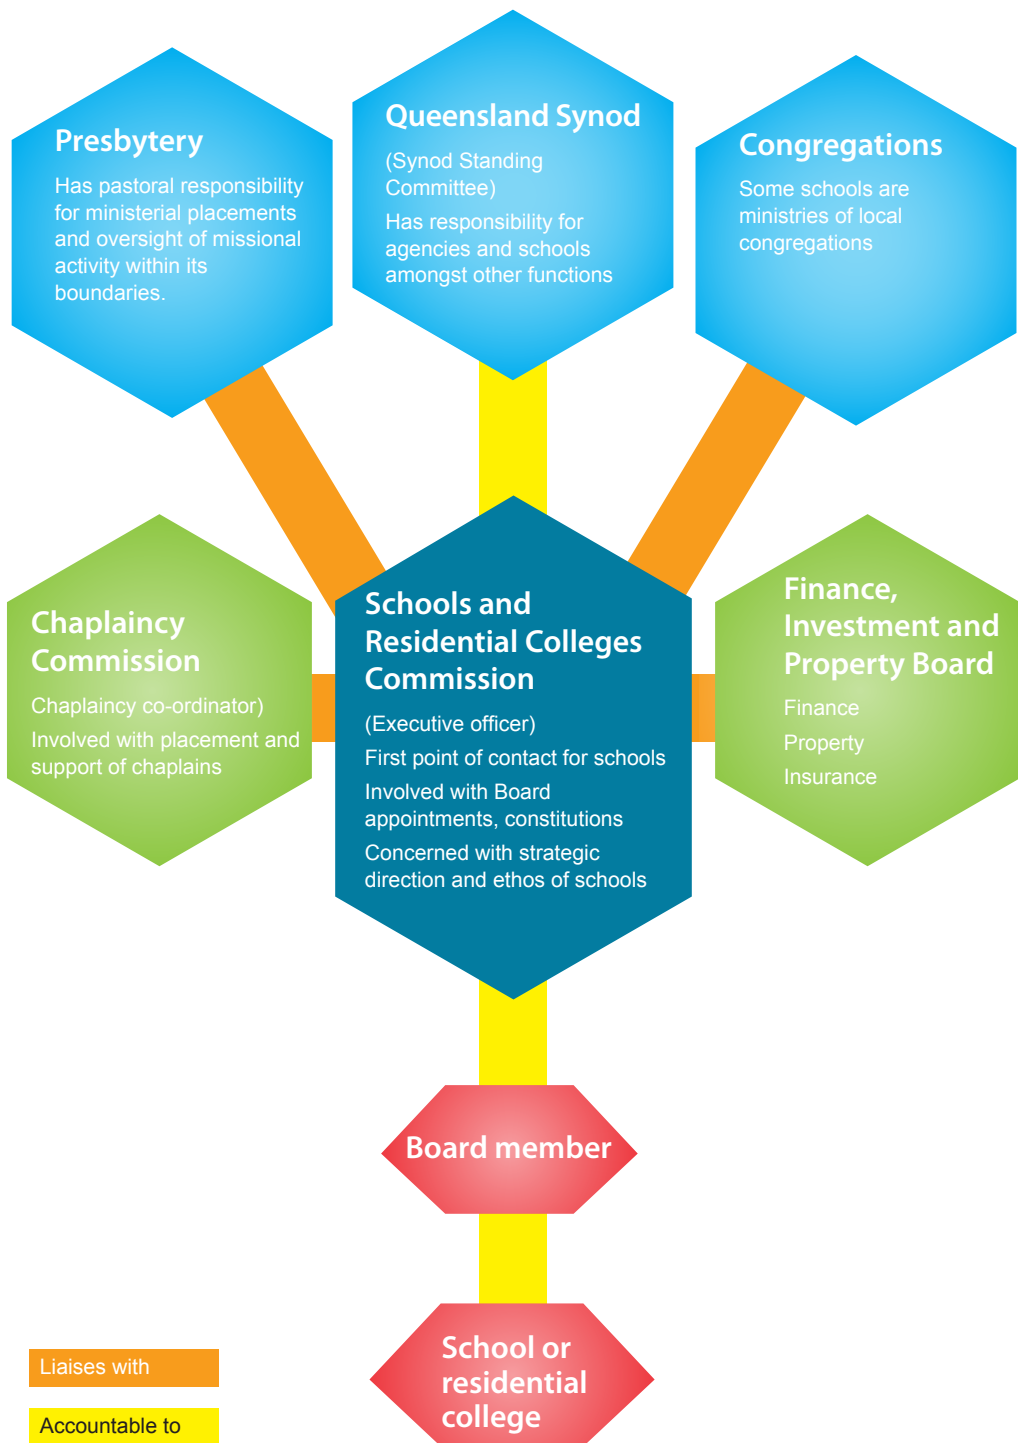 Presbytery
Has pastoral responsibility
for ministerial placements
and oversight of missional
activity within its
boundaries.
Queensland Synod
(Synod Standing
Committee)
Has responsibility for
agencies and schools
amongst other functions
Congregations
Some schools are
ministries of local
congregations
Chaplaincy
Commission
Chaplaincy co-ordinator)
Involved with placement and
support of chaplains
Schools and
Residential Colleges
Commission
(Executive officer)
First point of contact for schools
Involved with Board
appointments, constitutions
Concerned with strategic
direction and ethos of schools
Finance,
Investment and
Property Board
Finance
Property
Insurance
Board member
School or
residential
college
Liaises with
Accountable to